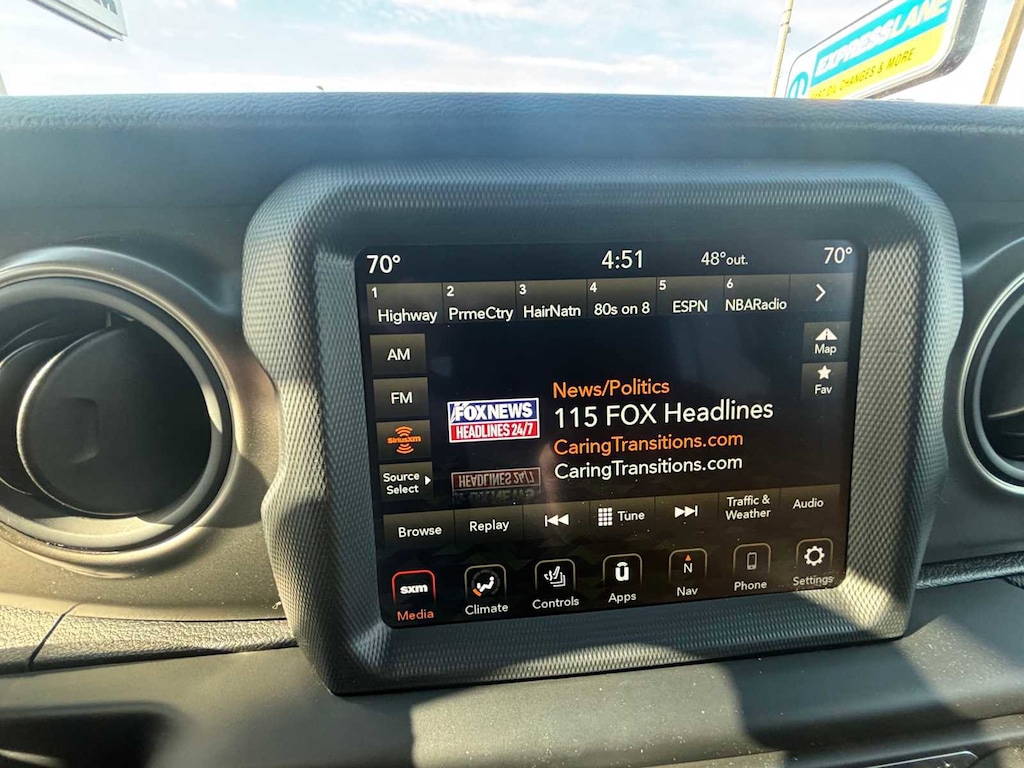 EXPRESS LANE
OIL CHANGES & MORE
70°
4:51
48°out.
70°
1 Highway
2 PrmeCtry
3 HairNatn
4 80s on 8
5 ESPN
6 NBARadio
AM
FM
SiriusXM
Source
Select
Map
Fav
FOX NEWS
HEADLINES 24/7
News/Politics
115 FOX Headlines
CaringTransitions.com
CaringTransitions.com
Browse
Replay
Tune
Traffic &
Weather
Audio
sxm
Media
Climate
Controls
Apps
N
Nav
Phone
Settings